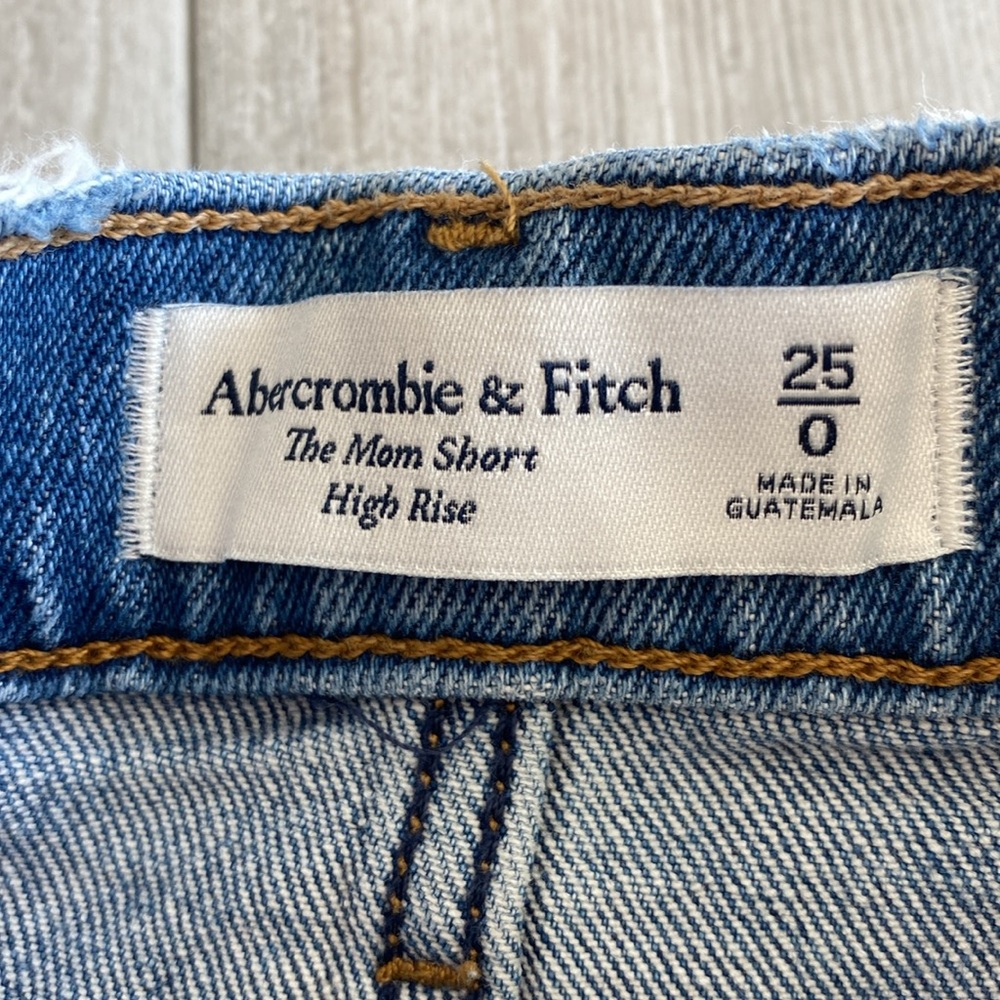 Abercrombie & Fitch
The Mom Short
High Rise
25
0
MADE IN
GUATEMALA